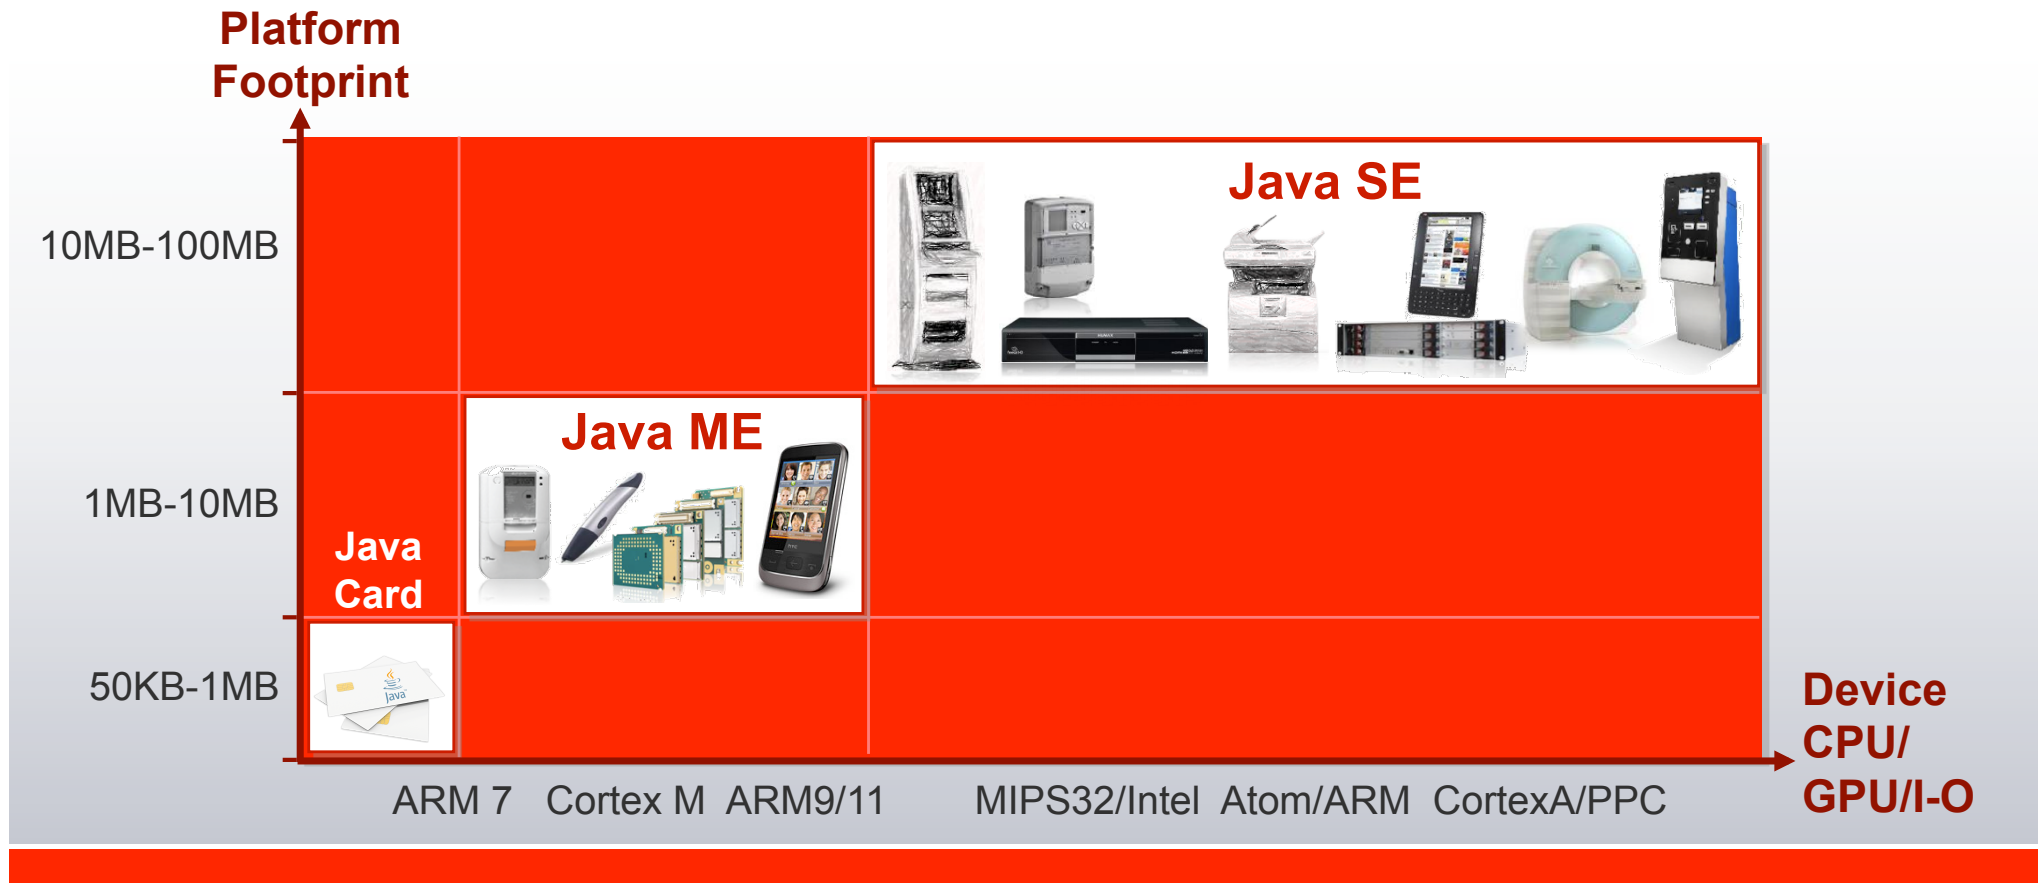 Platform
Footprint
Java SE
10MB-100MB
Java ME
1MB-10MB
Java
Card
50KB-1MB
Java
Device
CPU/
GPU/I-O
ARM 7 Cortex M ARM9/11 MIPS32/Intel Atom/ARM CortexA/PPC